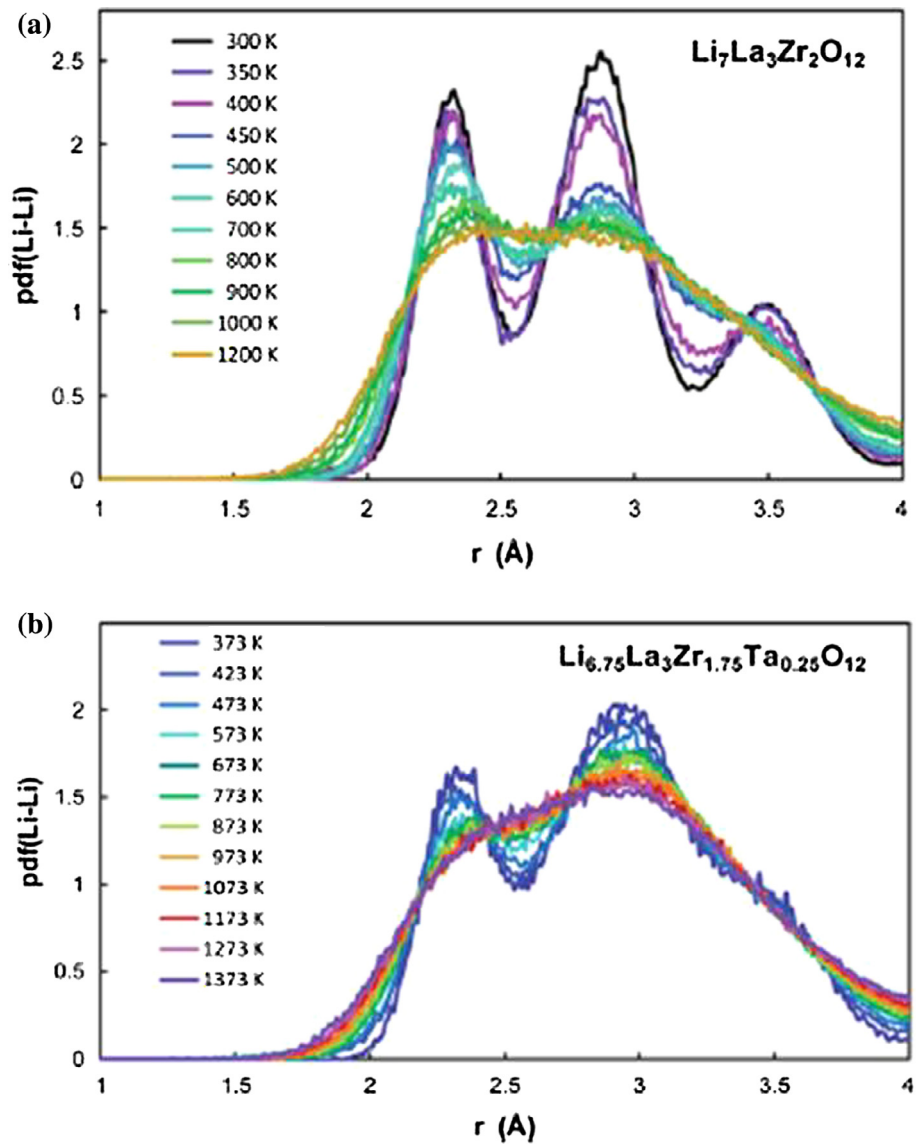 (a)
Li₇La₃Zr₂O₁₂
300 K
350 K
400 K
450 K
500 K
600 K
700 K
800 K
900 K
1000 K
1200 K
pdf(Li-Li)
2.5
2
1.5
1
0.5
0
1 1.5 2 2.5 3 3.5 4
r (Å)
(b)
Li₆.₇₅La₃Zr₁.₇₅Ta₀.₂₅O₁₂
373 K
423 K
473 K
573 K
673 K
773 K
873 K
973 K
1073 K
1173 K
1273 K
1373 K
pdf(Li-Li)
2
1.5
1
0.5
0
1 1.5 2 2.5 3 3.5 4
r (Å)